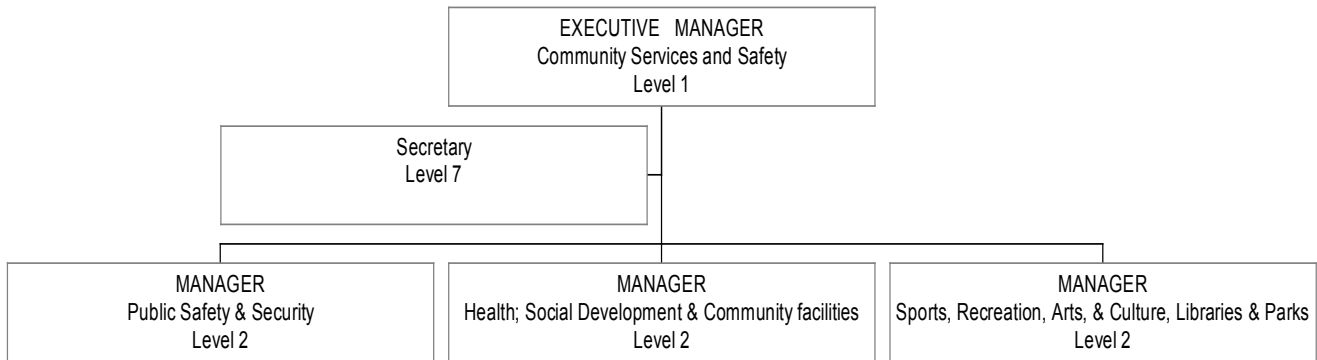 EXECUTIVE MANAGER
Community Services and Safety
Level 1
Secretary
Level 7
MANAGER
Public Safety & Security
Level 2
MANAGER
Health; Social Development & Community facilities
Level 2
MANAGER
Sports, Recreation, Arts, & Culture, Libraries & Parks
Level 2